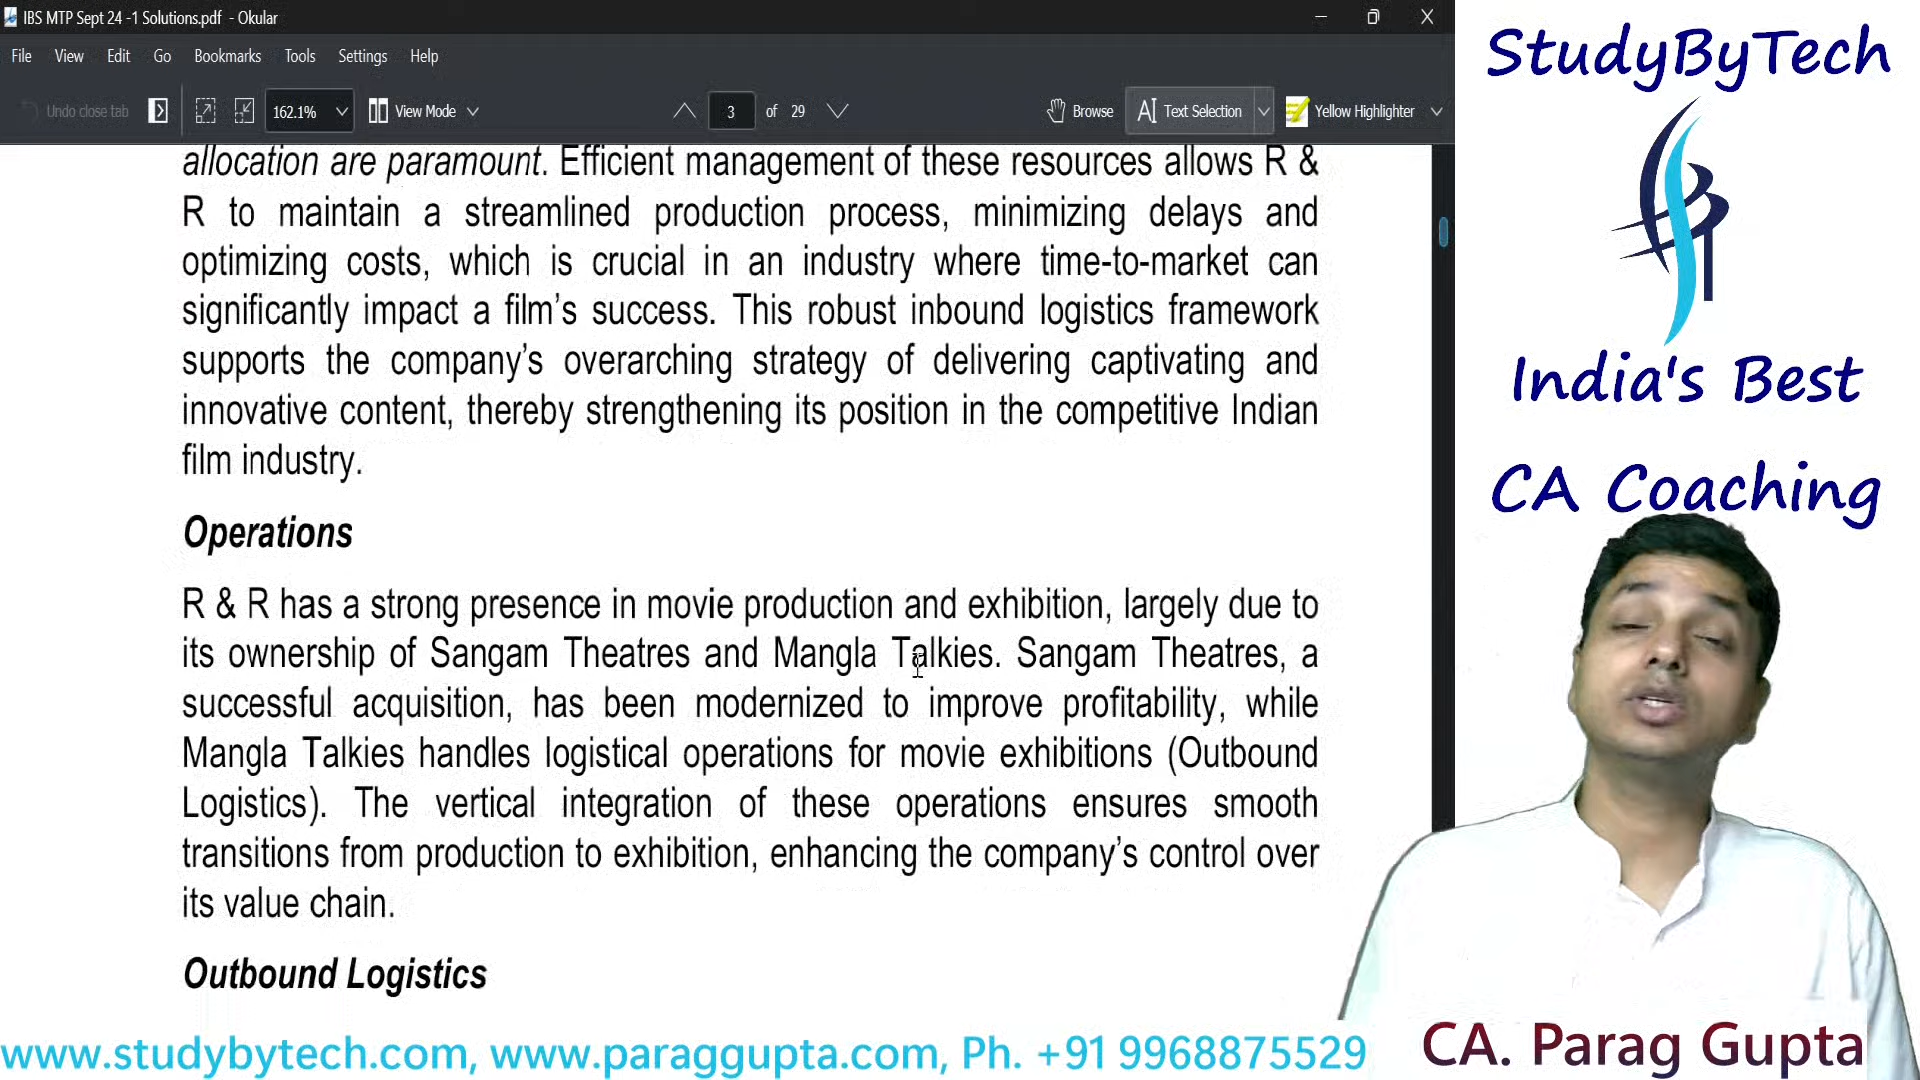 IBS MTP Sept 24 -1 Solutions.pdf - Okular
File View Edit Go Bookmarks Tools Settings Help
Undo close tab 162.1% View Mode 3 of 29 Browse Text Selection Yellow Highlighter
allocation are paramount. Efficient management of these resources allows R &
R to maintain a streamlined production process, minimizing delays and
optimizing costs, which is crucial in an industry where time-to-market can
significantly impact a film’s success. This robust inbound logistics framework
supports the company’s overarching strategy of delivering captivating and
innovative content, thereby strengthening its position in the competitive Indian
film industry.
Operations
R & R has a strong presence in movie production and exhibition, largely due to
its ownership of Sangam Theatres and Mangla Talkies. Sangam Theatres, a
successful acquisition, has been modernized to improve profitability, while
Mangla Talkies handles logistical operations for movie exhibitions (Outbound
Logistics). The vertical integration of these operations ensures smooth
transitions from production to exhibition, enhancing the company’s control over
its value chain.
Outbound Logistics
StudyByTech
India's Best
CA Coaching
www.studybytech.com, www.paraggupta.com, Ph. +91 9968875529
CA. Parag Gupta